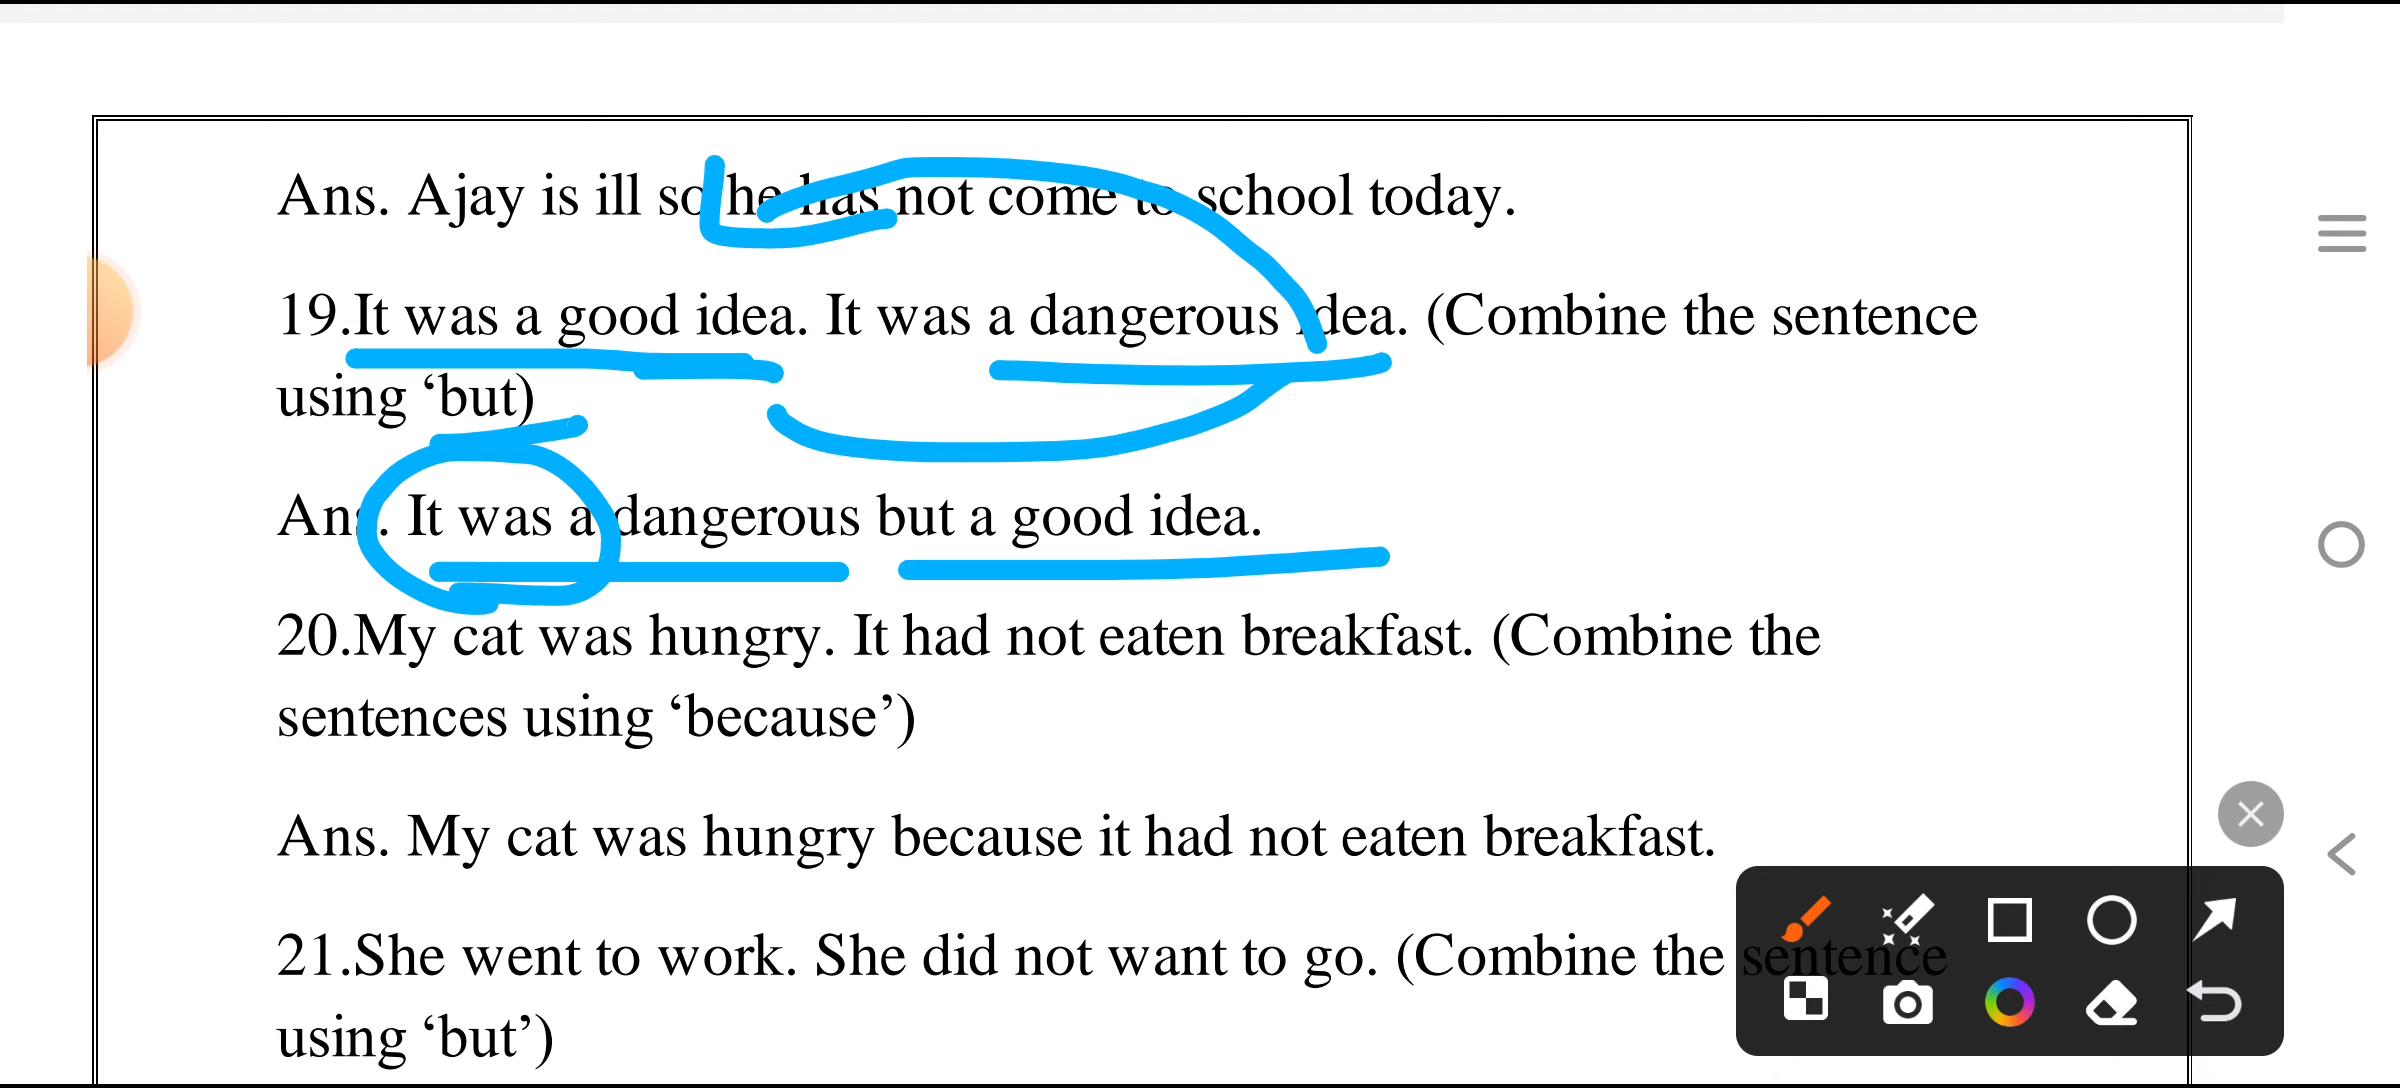 Ans. Ajay is ill so he has not come to school today.
19.It was a good idea. It was a dangerous idea. (Combine the sentence
using ‘but)
Ans. It was a dangerous but a good idea.
20.My cat was hungry. It had not eaten breakfast. (Combine the
sentences using ‘because’)
Ans. My cat was hungry because it had not eaten breakfast.
21.She went to work. She did not want to go. (Combine the sentence
using ‘but’)